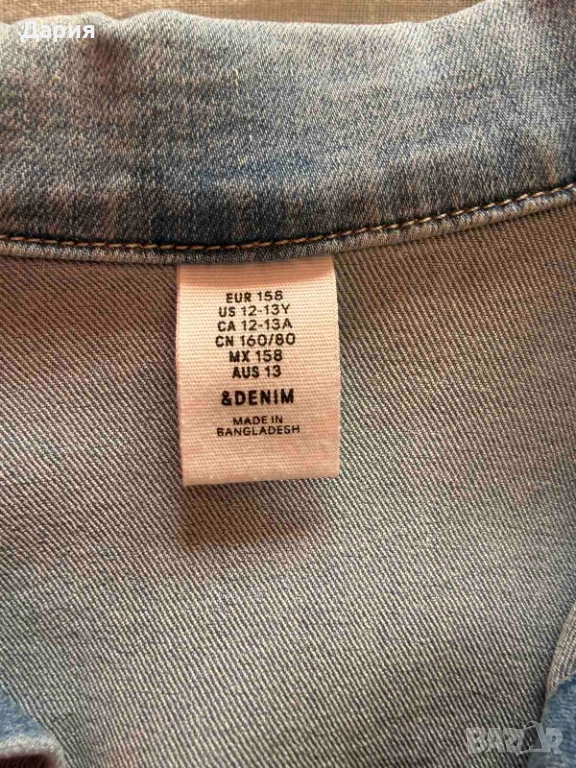 Дария
EUR 158
US 12-13Y
CA 12-13A
CN 160/80
MX 158
AUS 13
&DENIM
MADE IN
BANGLADESH
BAZAR